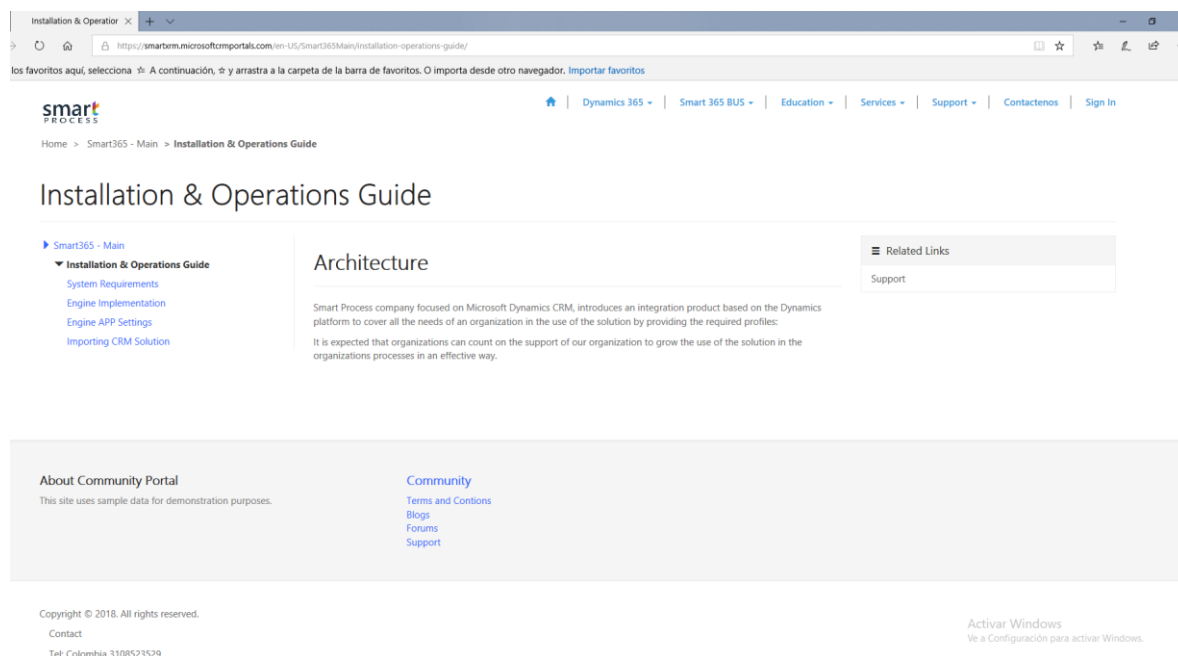 Installation & Operatior
https://smartxrm.microsoftcrmportals.com/en-US/Smart365Main/installation-operations-guide/
los favoritos aquí, selecciona A continuación, y arrastra a la carpeta de la barra de favoritos. O importa desde otro navegador. Importar favoritos
smart
PROCESS
Dynamics 365 | Smart 365 BUS | Education | Services | Support | Contactenos | Sign In
Home > Smart365 - Main > Installation & Operations Guide
Installation & Operations Guide
Smart365 - Main
Installation & Operations Guide
System Requirements
Engine Implementation
Engine APP Settings
Importing CRM Solution
Architecture
Smart Process company focused on Microsoft Dynamics CRM, introduces an integration product based on the Dynamics
platform to cover all the needs of an organization in the use of the solution by providing the required profiles:
It is expected that organizations can count on the support of our organization to grow the use of the solution in the
organizations processes in an effective way.
Related Links
Support
About Community Portal
This site uses sample data for demonstration purposes.
Community
Terms and Contions
Blogs
Forums
Support
Copyright © 2018. All rights reserved.
Contact
Tel: Colombia 3108523529
Activar Windows
Ve a Configuración para activar Windows.